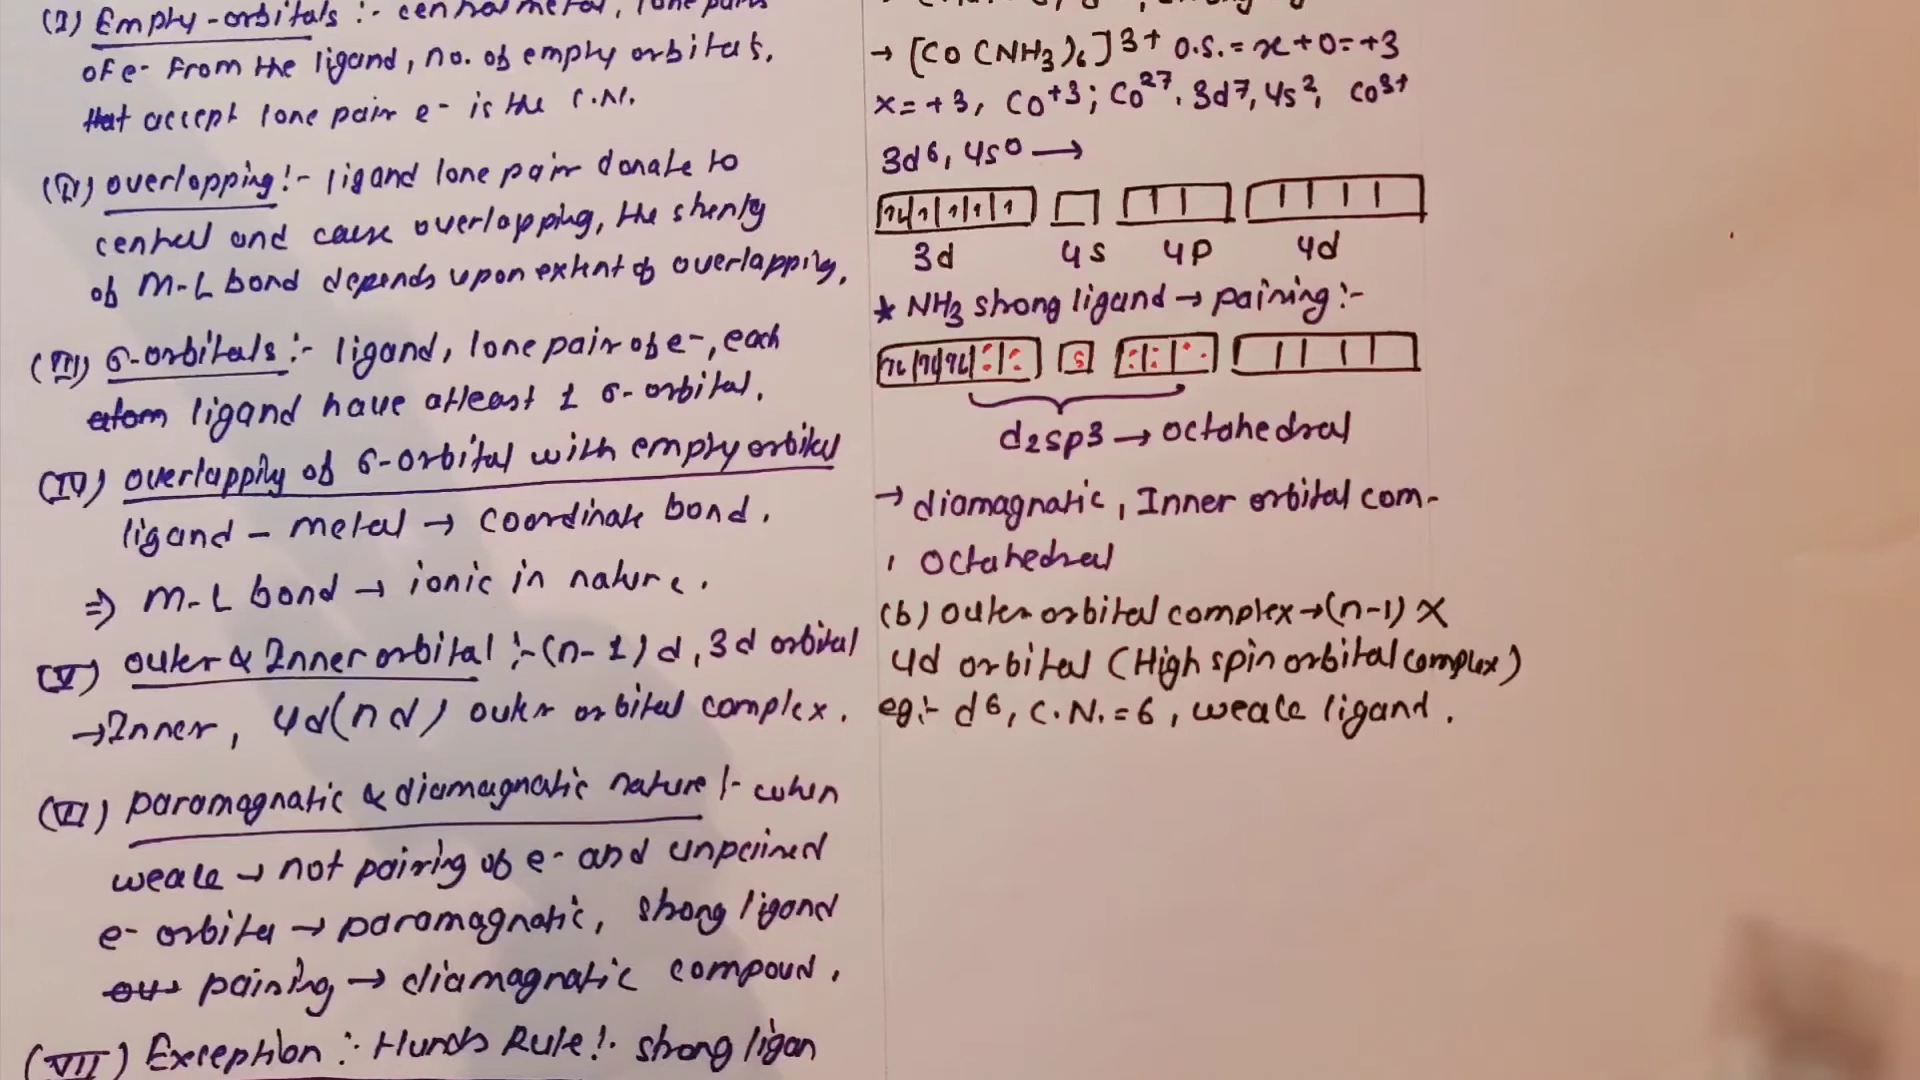 (I) Empty-orbitals :- central metal, lone pairs
of e- from the ligand, no. of empty orbitals,
that accept lone pair e- is the C.N.
(II) overlopping!- ligand lone pair donate to
and cause overlopping, the
of M-L bond depends upon extent of overlapping,
(III) σ-orbitals :- ligand, lone pair of e-, each
atom ligand have atleast 1 σ-orbital.
(IV) overlapping of σ-orbital with empty orbital
ligand - metal → coordinate bond.
⇒ M-L bond → ionic in nature.
(V) outer & Inner orbital :- (n-1)d, 3d orbital
→Inner, 4d(nd) outer orbital complex.
(VI) paramagnatic & diamagnatic nature !- when
weak → not pairing of e- and unpaired
e- → paramagnatic, strong ligand
pairing → diamagnatic compoun.
(VII) Exception :- Hunds Rule!. strong ligan
→ [Co(NH3)6]3+ O.S. = x+0=+3
x=+3, Co+3; Co27, 3d7, 4s2, Co3+
3d6, 4s0 →
3d 4s 4p 4d
* NH3 strong ligand → pairing :-
s
d2sp3 → octahedral
→ diamagnatic, Inner orbital com-
, Octahedral
(b) outer orbital complex→(n-1) X
4d orbital (High spin orbital complex)
eg:- d6, C.N. = 6, weak ligand.